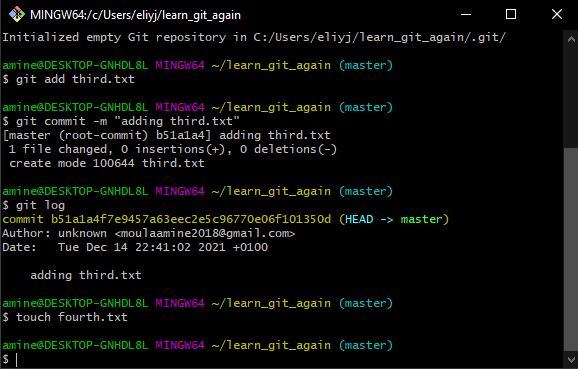 MINGW64:/c/Users/eliyj/learn_git_again
Initialized empty Git repository in C:/Users/eliyj/learn_git_again/.git/
amine@DESKTOP-GNHDL8L MINGW64 ~/learn_git_again (master)
$ git add third.txt
amine@DESKTOP-GNHDL8L MINGW64 ~/learn_git_again (master)
$ git commit -m "adding third.txt"
[master (root-commit) b51a1a4] adding third.txt
 1 file changed, 0 insertions(+), 0 deletions(-)
 create mode 100644 third.txt
amine@DESKTOP-GNHDL8L MINGW64 ~/learn_git_again (master)
$ git log
commit b51a1a4f7e9457a63eec2e5c96770e06f101350d (HEAD -> master)
Author: unknown <moulaamine2018@gmail.com>
Date:   Tue Dec 14 22:41:02 2021 +0100
    adding third.txt
amine@DESKTOP-GNHDL8L MINGW64 ~/learn_git_again (master)
$ touch fourth.txt
amine@DESKTOP-GNHDL8L MINGW64 ~/learn_git_again (master)
$